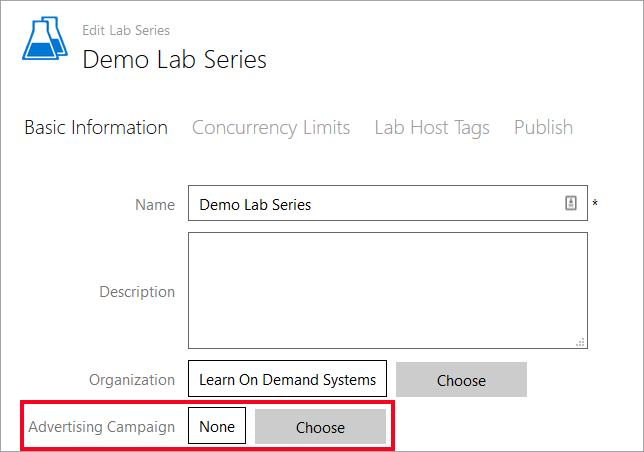 Edit Lab Series
Demo Lab Series
Basic Information Concurrency Limits Lab Host Tags Publish
Name Demo Lab Series *
Description
Organization Learn On Demand Systems Choose
Advertising Campaign None Choose